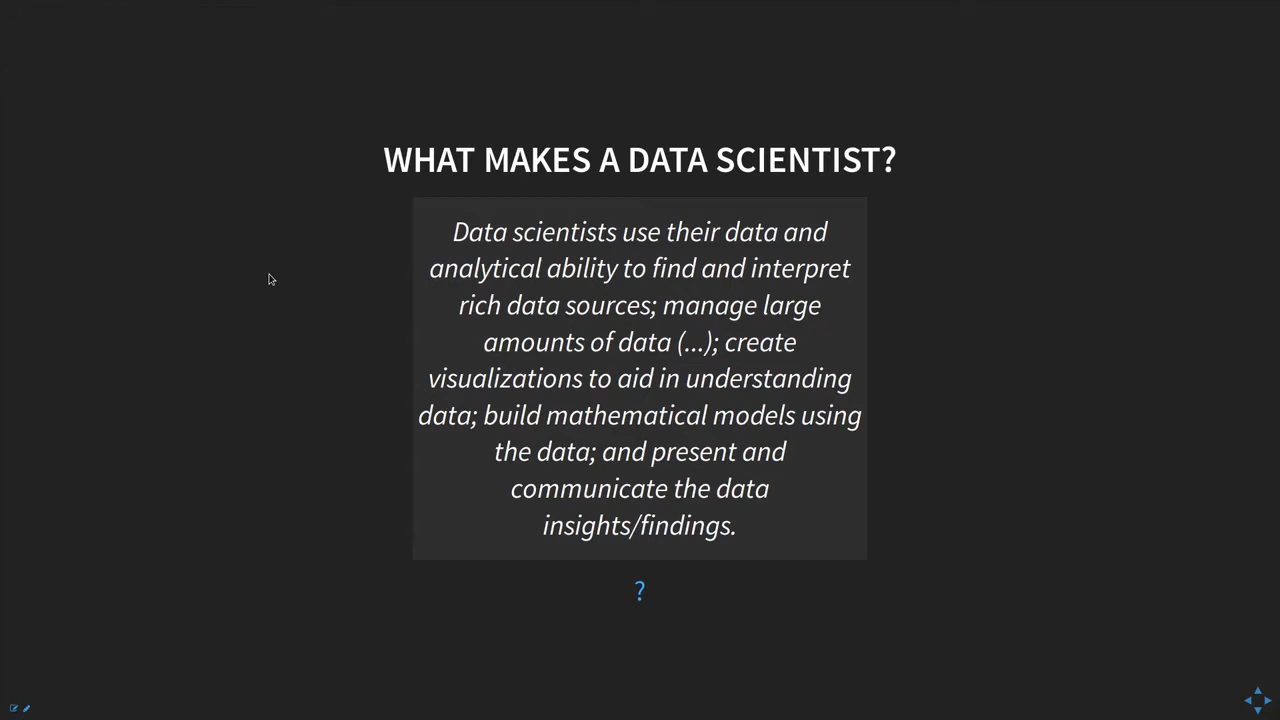 WHAT MAKES A DATA SCIENTIST?
Data scientists use their data and
analytical ability to find and interpret
rich data sources; manage large
amounts of data (...); create
visualizations to aid in understanding
data; build mathematical models using
the data; and present and
communicate the data
insights/findings.
?